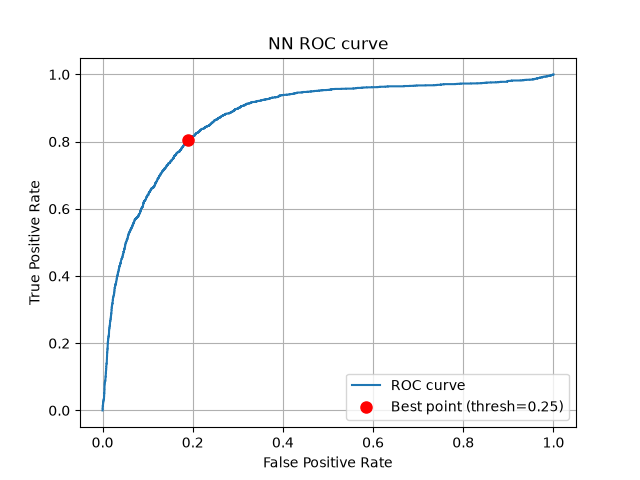 NN ROC curve
True Positive Rate
1.0
0.8
0.6
0.4
0.2
0.0
ROC curve
Best point (thresh=0.25)
0.0 0.2 0.4 0.6 0.8 1.0
False Positive Rate